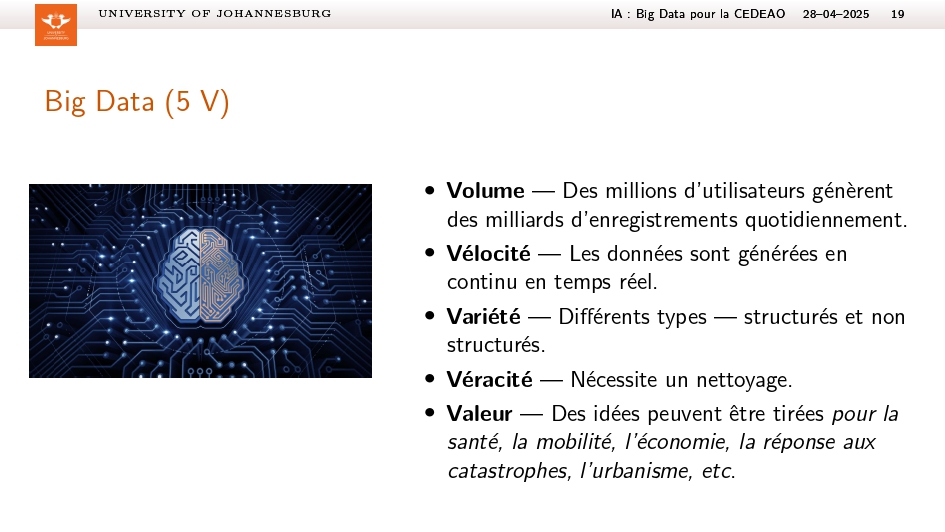 UNIVERSITY OF JOHANNESBURG
IA : Big Data pour la CEDEAO 28–04–2025 19
UNIVERSITY
JOHANNESBURG
Big Data (5 V)
• Volume — Des millions d'utilisateurs génèrent
des milliards d'enregistrements quotidiennement.
• Vélocité — Les données sont générées en
continu en temps réel.
• Variété — Différents types — structurés et non
structurés.
• Véracité — Nécessite un nettoyage.
• Valeur — Des idées peuvent être tirées pour la
santé, la mobilité, l'économie, la réponse aux
catastrophes, l'urbanisme, etc.